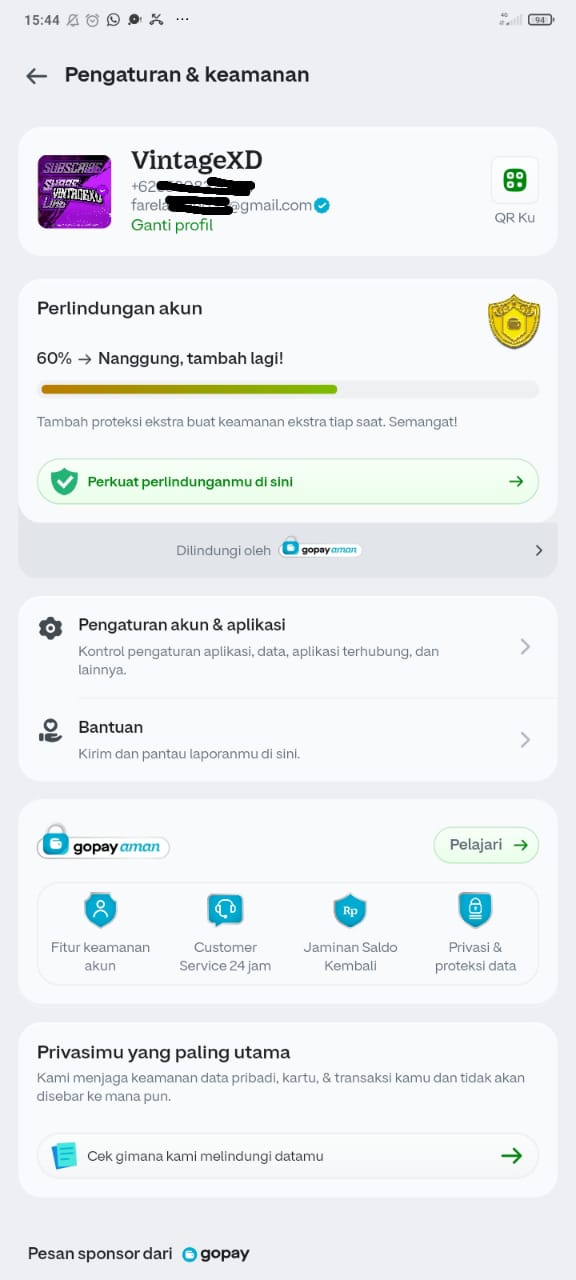 15:44
4G
94
Pengaturan & keamanan
SUBSCRIBE
SHARE
VINTAGEXD
LIKE
VintageXD
+62
farela @gmail.com
Ganti profil
QR Ku
Perlindungan akun
60% → Nanggung, tambah lagi!
Tambah proteksi ekstra buat keamanan ekstra tiap saat. Semangat!
Perkuat perlindunganmu di sini
Dilindungi oleh gopay aman
Pengaturan akun & aplikasi
Kontrol pengaturan aplikasi, data, aplikasi terhubung, dan
lainnya.
Bantuan
Kirim dan pantau laporanmu di sini.
gopay aman
Pelajari
Fitur keamanan
akun
Customer
Service 24 jam
Rp
Jaminan Saldo
Kembali
Privasi &
proteksi data
Privasimu yang paling utama
Kami menjaga keamanan data pribadi, kartu, & transaksi kamu dan tidak akan
disebar ke mana pun.
Cek gimana kami melindungi datamu
Pesan sponsor dari gopay